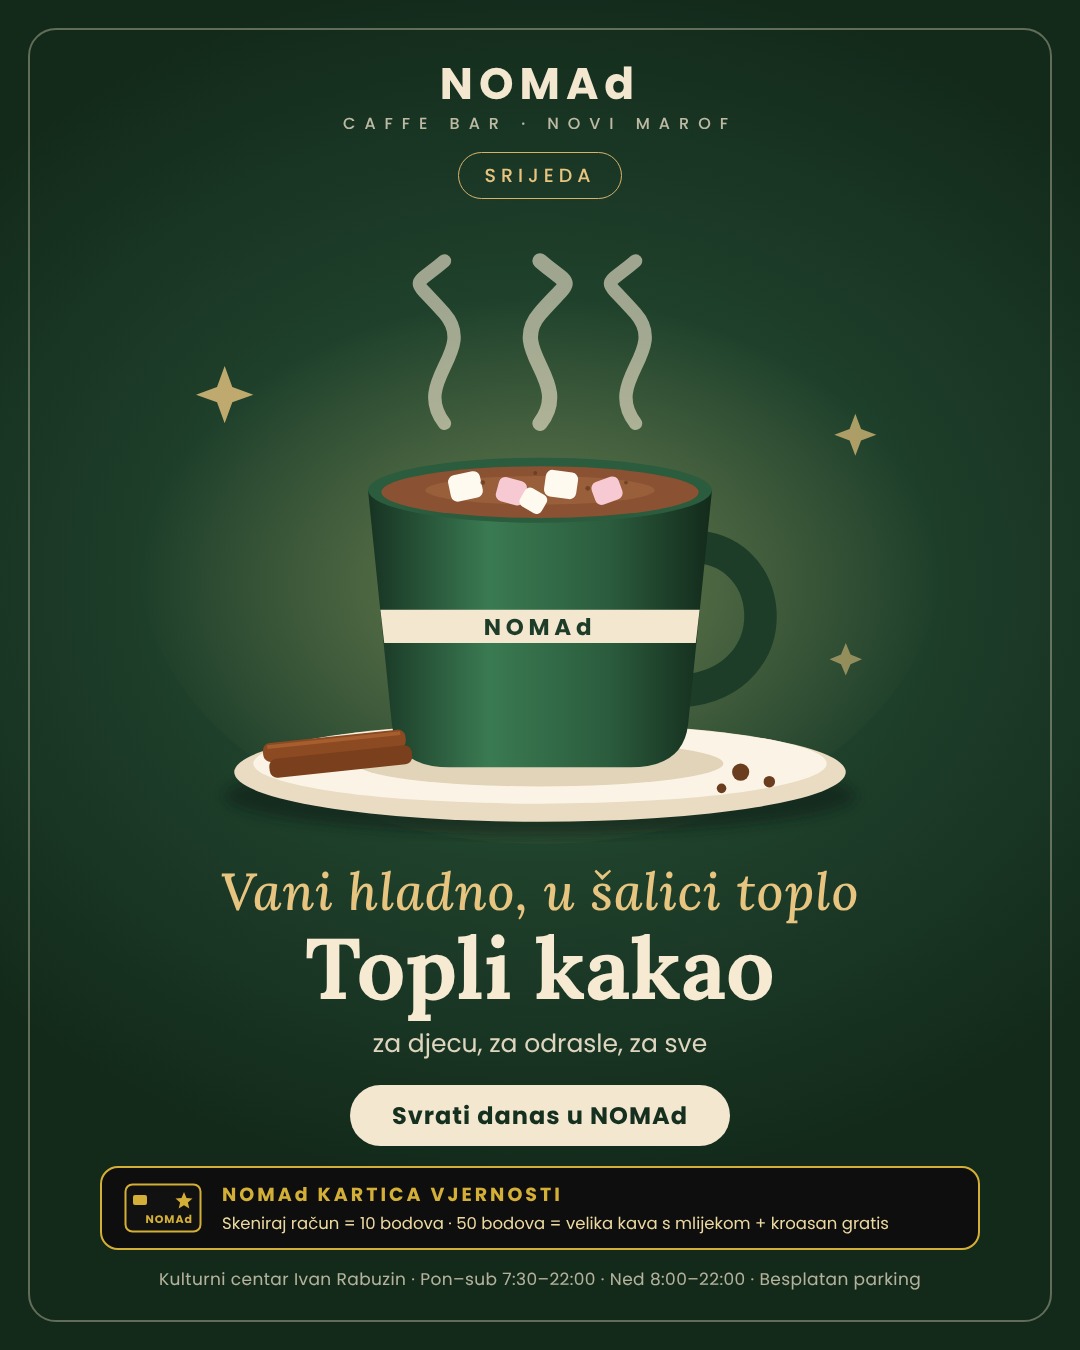 NOMAd
CAFFE BAR · NOVI MAROF
SRIJEDA
NOMAd
Vani hladno, u šalici toplo
Topli kakao
za djecu, za odrasle, za sve
Svrati danas u NOMAd
NOMAd
NOMAd KARTICA VJERNOSTI
Skeniraj račun = 10 bodova · 50 bodova = velika kava s mlijekom + kroasan gratis
Kulturni centar Ivan Rabuzin · Pon–sub 7:30–22:00 · Ned 8:00–22:00 · Besplatan parking